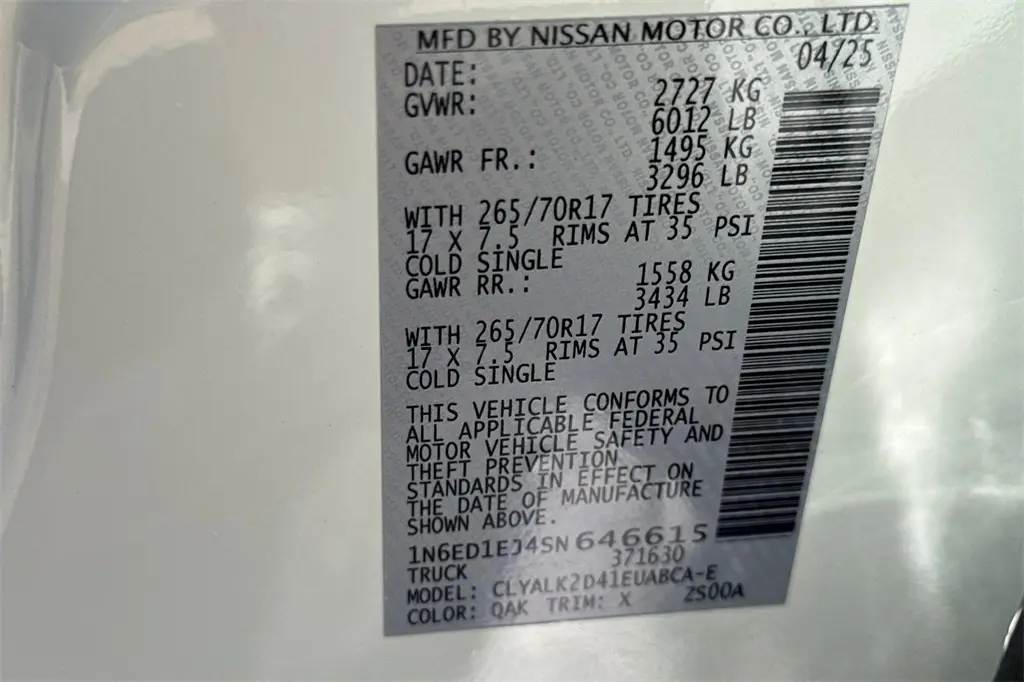 MFD BY NISSAN MOTOR CO., LTD.
DATE: 04/25
GVWR: 2727 KG
6012 LB
GAWR FR.: 1495 KG
3296 LB
WITH 265/70R17 TIRES
17 X 7.5 RIMS AT 35 PSI
COLD SINGLE
GAWR RR.: 1558 KG
3434 LB
WITH 265/70R17 TIRES
17 X 7.5 RIMS AT 35 PSI
COLD SINGLE
THIS VEHICLE CONFORMS TO
ALL APPLICABLE FEDERAL
MOTOR VEHICLE SAFETY AND
THEFT PREVENTION
STANDARDS IN EFFECT ON
THE DATE OF MANUFACTURE
SHOWN ABOVE.
1N6ED1EJ4SN646615
TRUCK 371630
MODEL: CLYALK2D41EUABCA-E
COLOR: QAK TRIM: X ZS00A